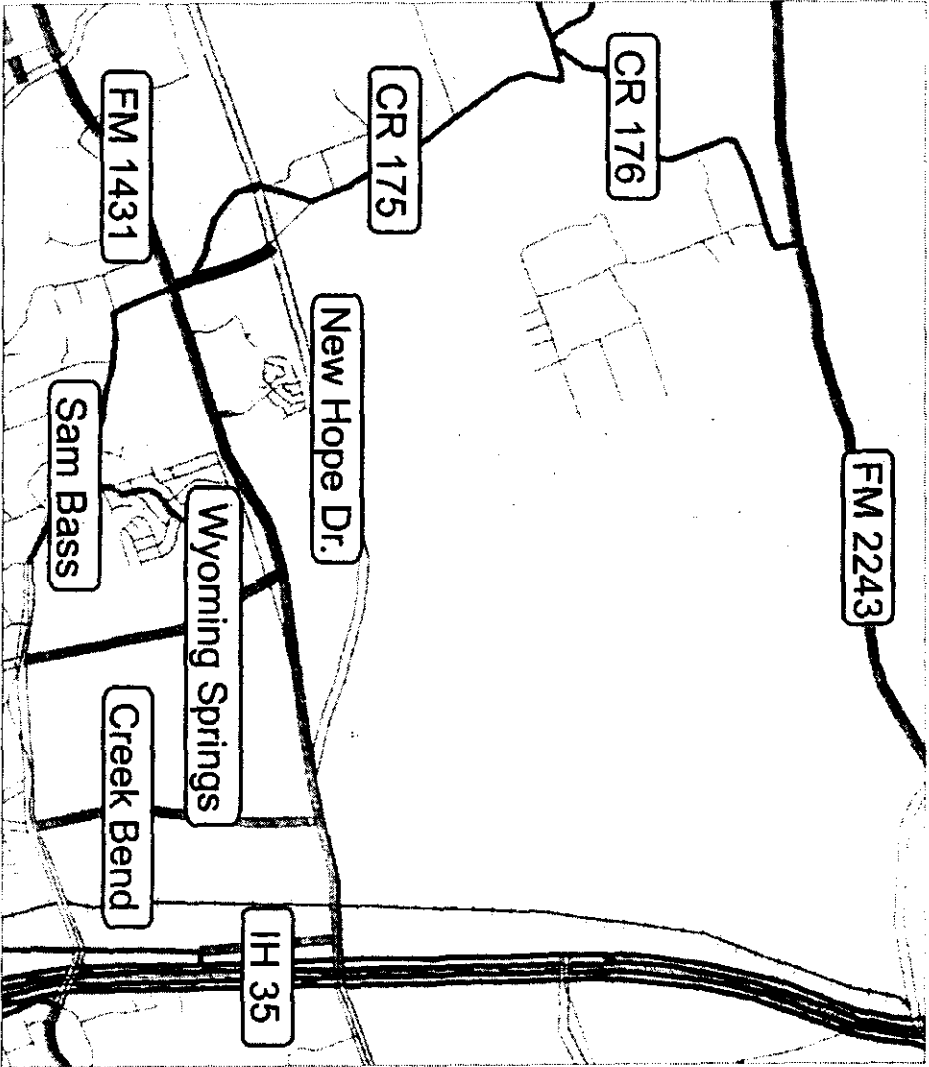 FM 2243
CR 176
CR 175
New Hope Dr.
FM 1431
Wyoming Springs
Sam Bass
Creek Bend
IH 35